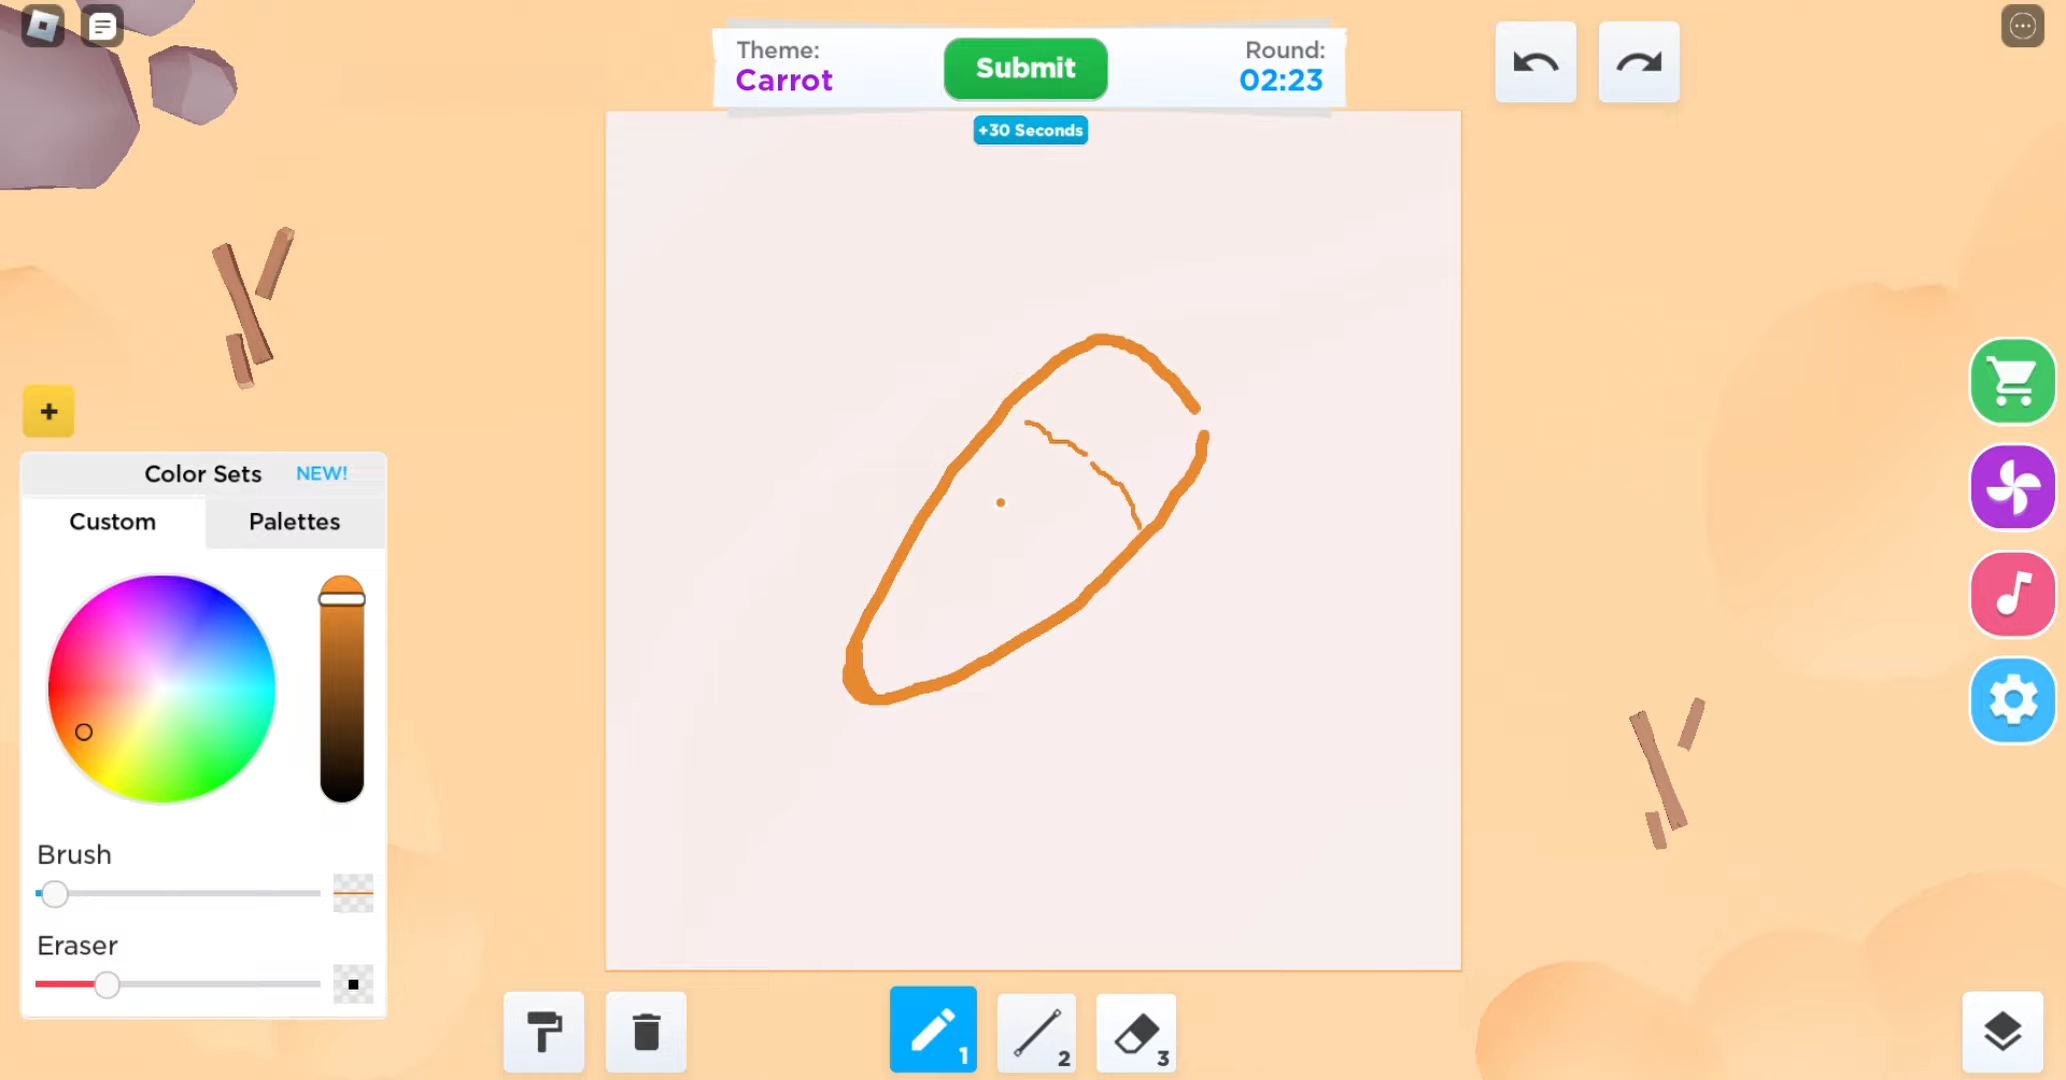 Theme:
Carrot
Submit
Round:
02:23
+30 Seconds
+
Color Sets NEW!
Custom Palettes
Brush
Eraser
1
2
3